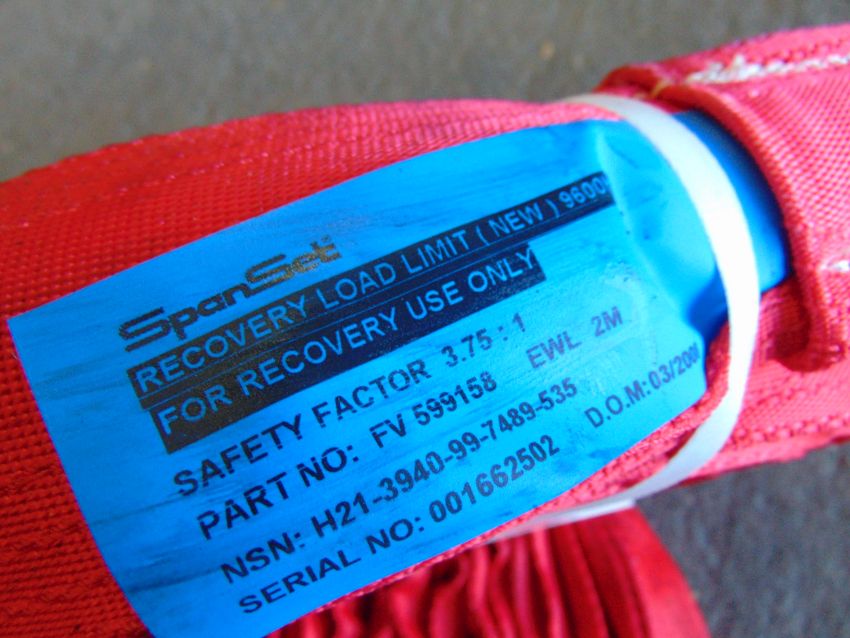 SpanSet
RECOVERY LOAD LIMIT ( NEW ) 9600
FOR RECOVERY USE ONLY
SAFETY FACTOR 3.75 : 1
PART NO: FV 599158 EWL 2M
NSN: H21-3940-99-7489-535
SERIAL NO: 001662502 D.O.M: 03/200